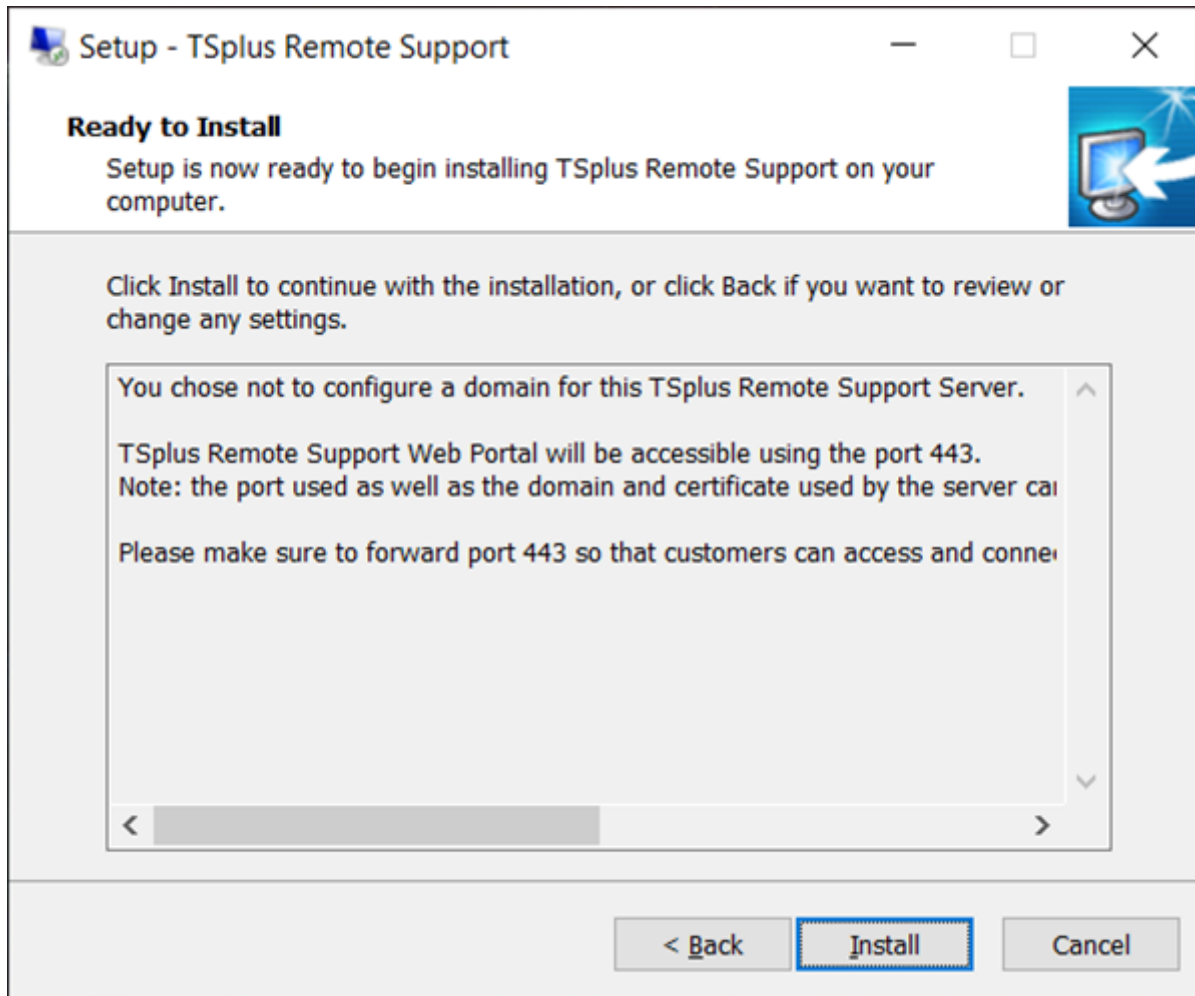 Setup - TSplus Remote Support
Ready to Install
Setup is now ready to begin installing TSplus Remote Support on your
computer.
Click Install to continue with the installation, or click Back if you want to review or
change any settings.
You chose not to configure a domain for this TSplus Remote Support Server.
TSplus Remote Support Web Portal will be accessible using the port 443.
Note: the port used as well as the domain and certificate used by the server
Please make sure to forward port 443 so that customers can access and
< Back
Install
Cancel